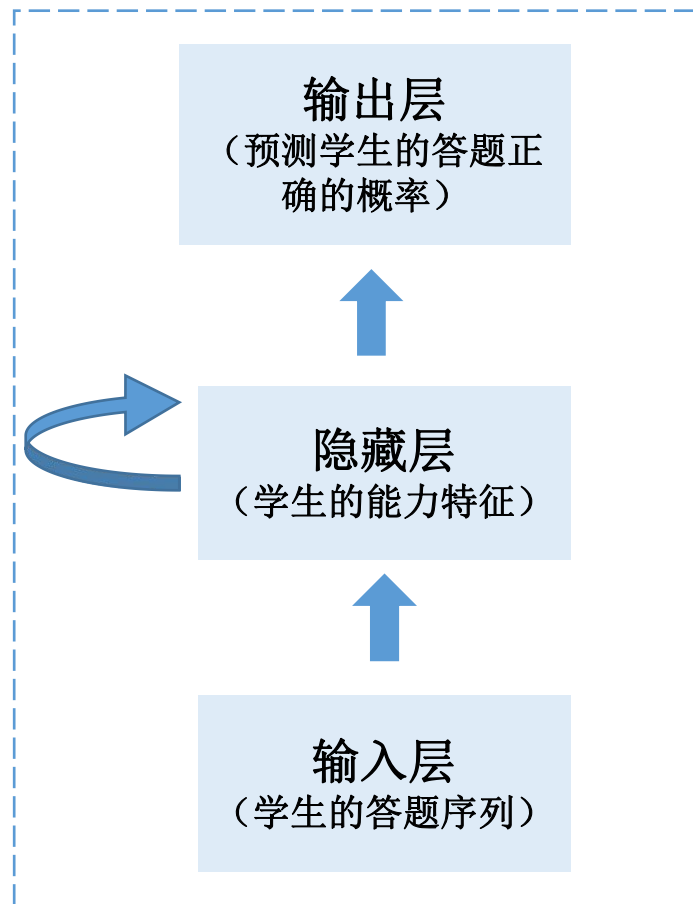 输出层
（预测学生的答题正
确的概率）
隐藏层
（学生的能力特征）
输入层
（学生的答题序列）